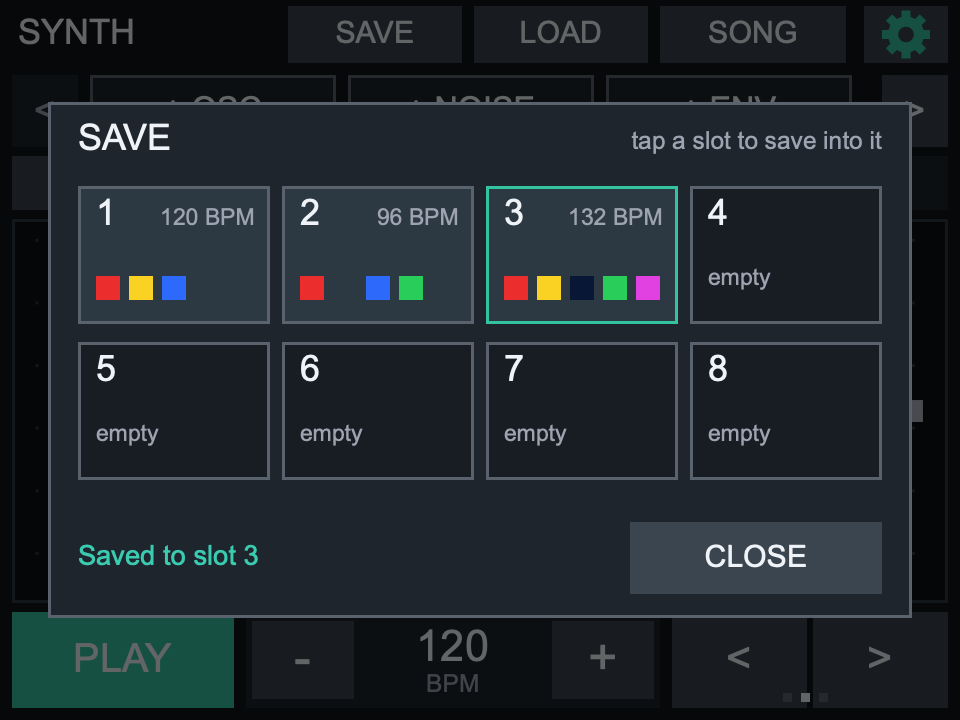 SYNTH
SAVE
LOAD
SONG
<
>
SAVE
tap a slot to save into it
1 120 BPM
2 96 BPM
3 132 BPM
4
empty
5
empty
6
empty
7
empty
8
empty
Saved to slot 3
CLOSE
PLAY
-
120
BPM
+
<
>